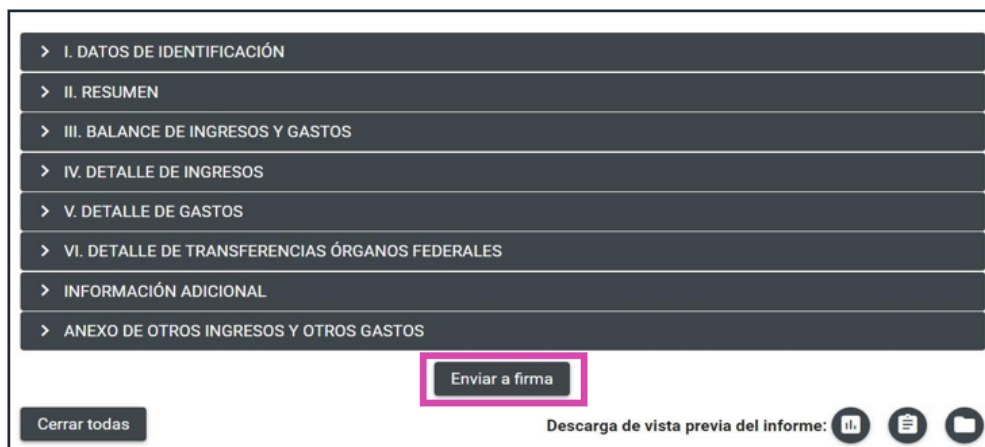 I. DATOS DE IDENTIFICACIÓN
II. RESUMEN
III. BALANCE DE INGRESOS Y GASTOS
IV. DETALLE DE INGRESOS
V. DETALLE DE GASTOS
VI. DETALLE DE TRANSFERENCIAS ÓRGANOS FEDERALES
INFORMACIÓN ADICIONAL
ANEXO DE OTROS INGRESOS Y OTROS GASTOS
Enviar a firma
Cerrar todas Descarga de vista previa del informe: